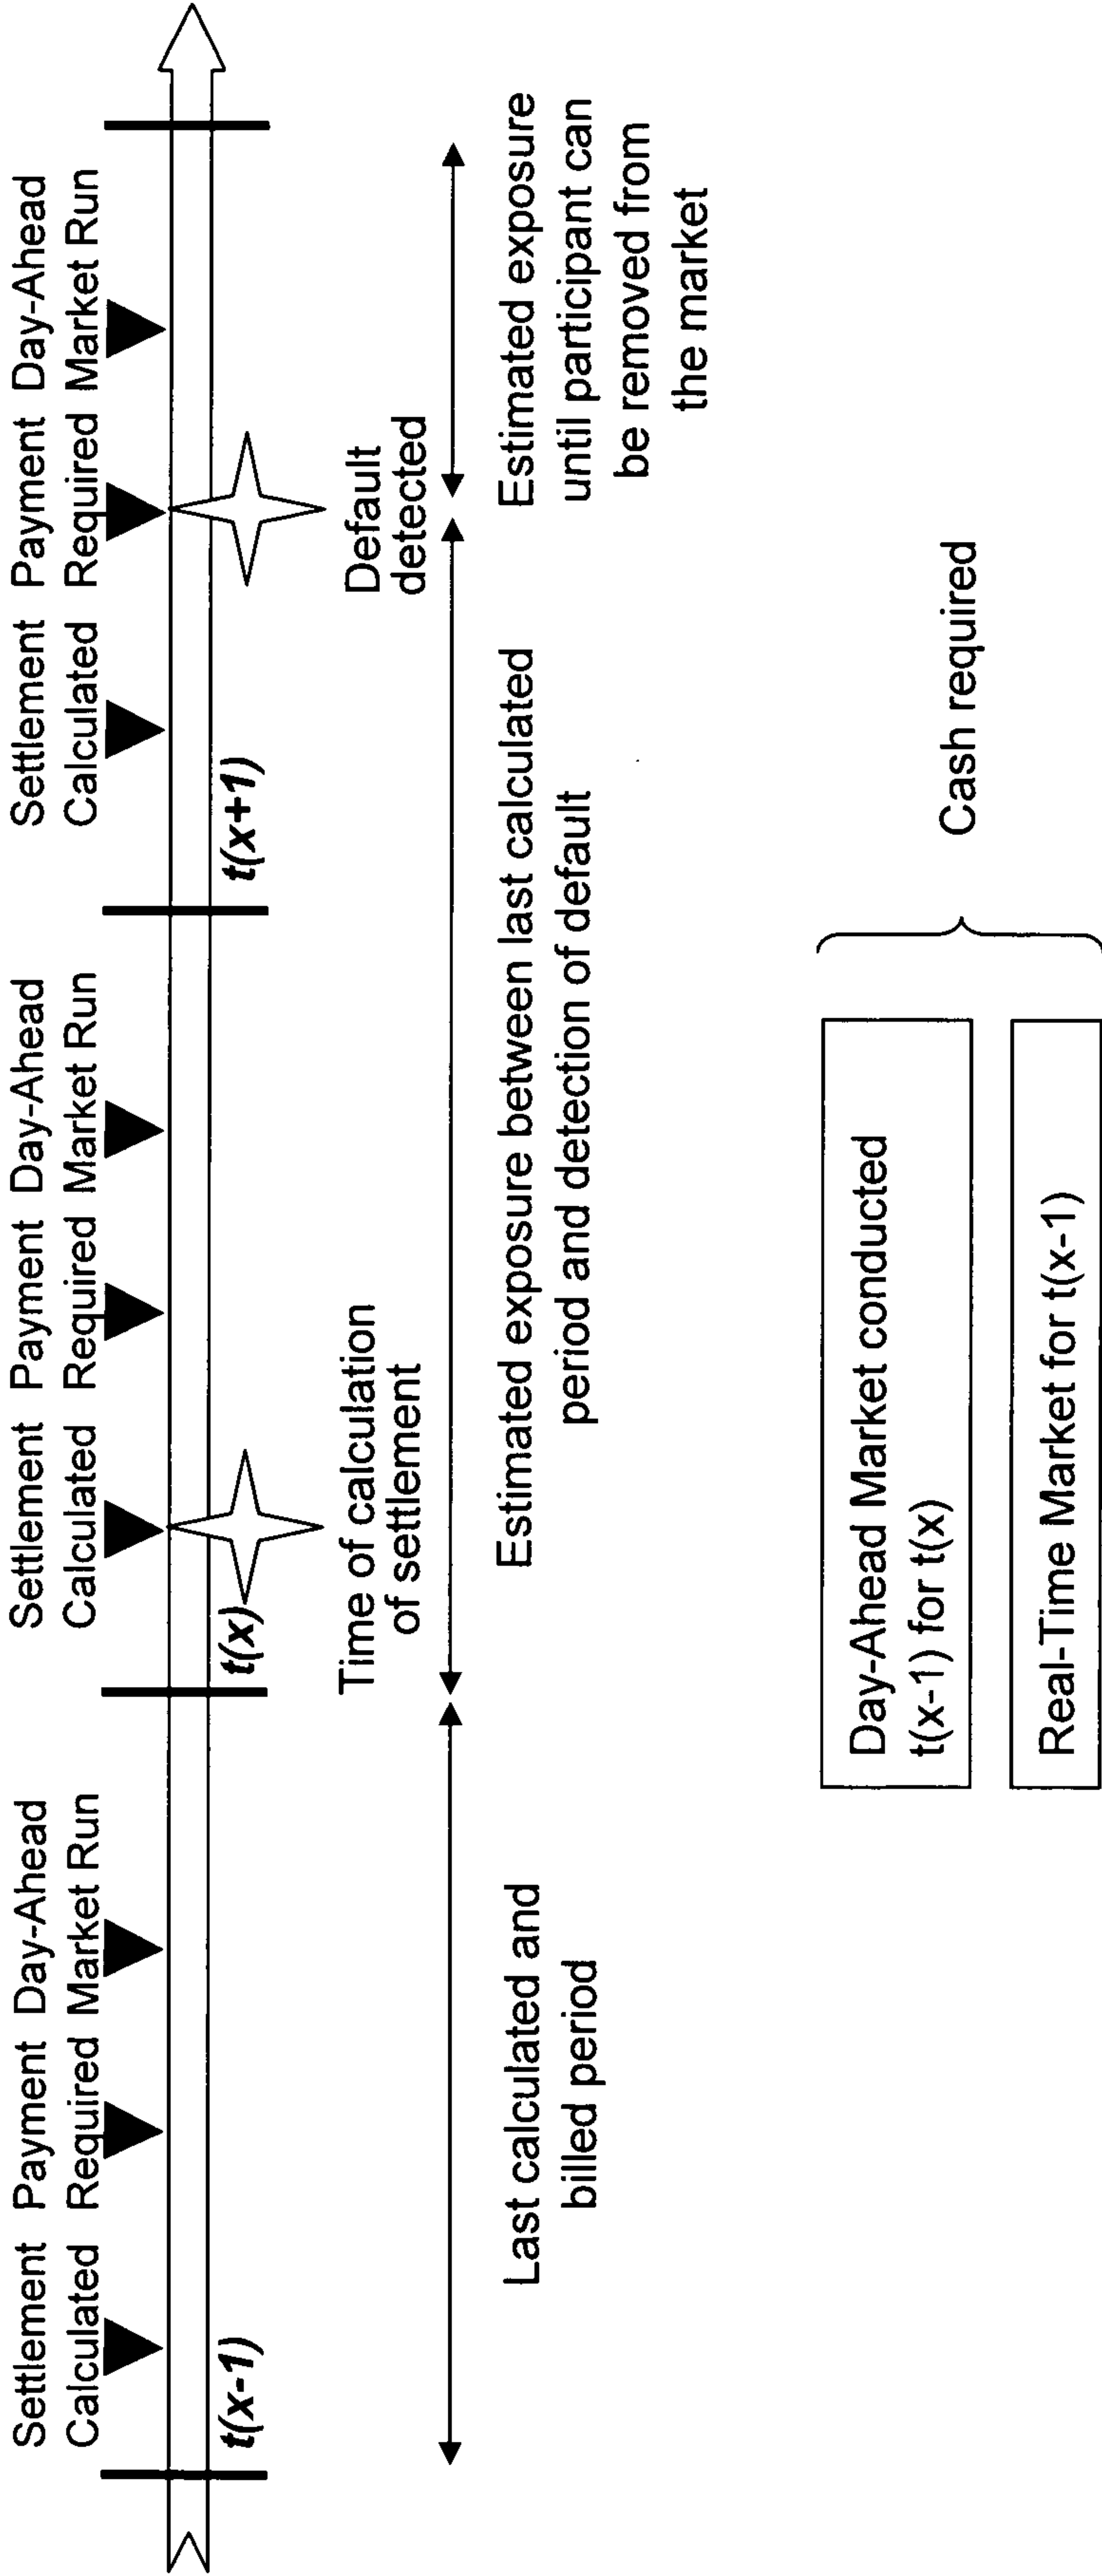 Settlement
Calculated
Payment
Required
Day-Ahead
Market Run
Settlement
Calculated
Payment
Required
Day-Ahead
Market Run
Settlement
Calculated
Payment
Required
Day-Ahead
Market Run
t(x-1)
t(x)
t(x+1)
Time of calculation
of settlement
Default
detected
Last calculated and
billed period
Estimated exposure between last calculated
period and detection of default
Estimated exposure
until participant can
be removed from
the market
Day-Ahead Market conducted
t(x-1) for t(x)
Real-Time Market for t(x-1)
Cash required